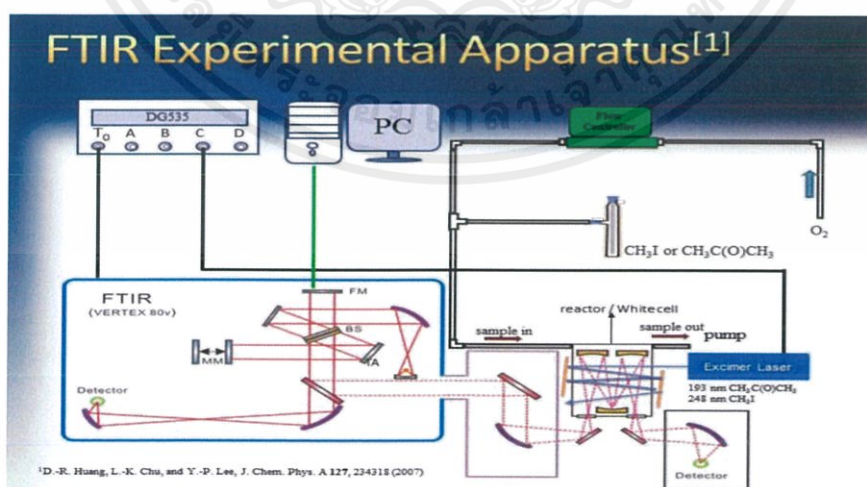 FTIR Experimental Apparatus[1]
DG535
T0 A B C D
PC
Flow
Controller
O2
CH3I or CH3C(O)CH3
FTIR
(VERTEX 80v)
FM
BS
MM
TA
Detector
reactor / Whitecell
sample in
sample out
pump
Excimer Laser
193 nm CH3C(O)CH3
248 nm CH3I
Detector
1D.-R. Huang, L.-K. Chu, and Y.-P. Lee, J. Chem. Phys. A 127, 234318 (2007)